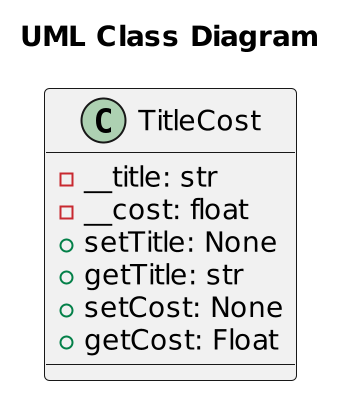 UML Class Diagram
C TitleCost
__title: str
__cost: float
setTitle: None
getTitle: str
setCost: None
getCost: Float